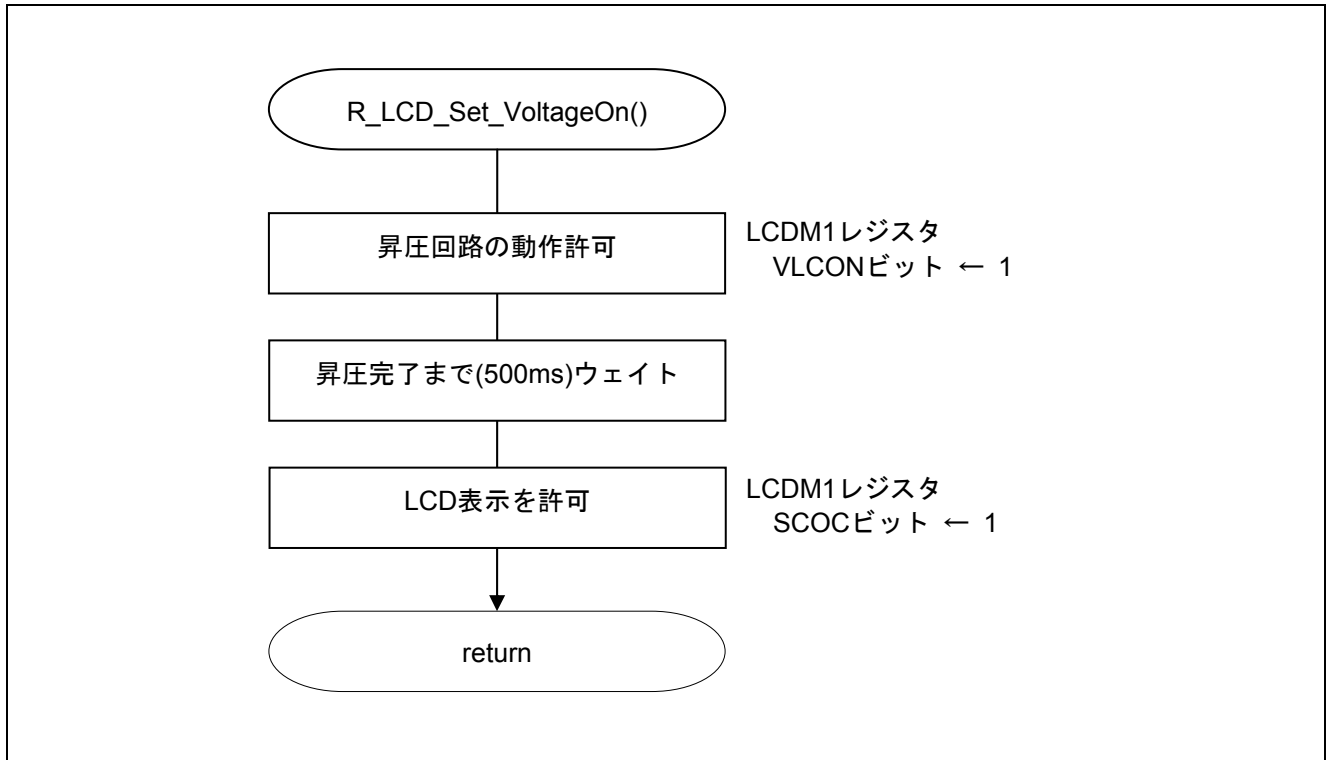 R_LCD_Set_VoltageOn()
昇圧回路の動作許可
LCDM1レジスタ
VLCONビット ← 1
昇圧完了まで(500ms)ウェイト
LCD表示を許可
LCDM1レジスタ
SCOCビット ← 1
return